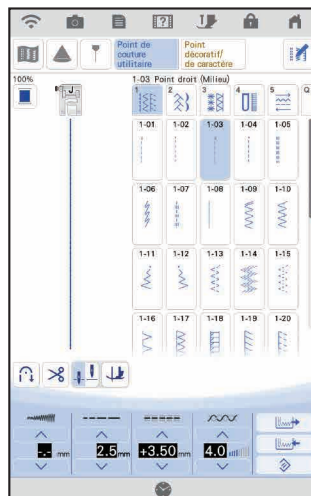 Point de
couture
utilitaire
Point
décoratif/
de caractère
100%
1-03 Point droit (Milieu)
J
1
2
3
4
5
Q
1-01
1-02
1-03
1-04
1-05
1-06
1-07
1-08
1-09
1-10
1-11
1-12
1-13
1-14
1-15
1-16
1-17
1-18
1-19
1-20
-.- mm
2.5 mm
+3.50 mm
4.0